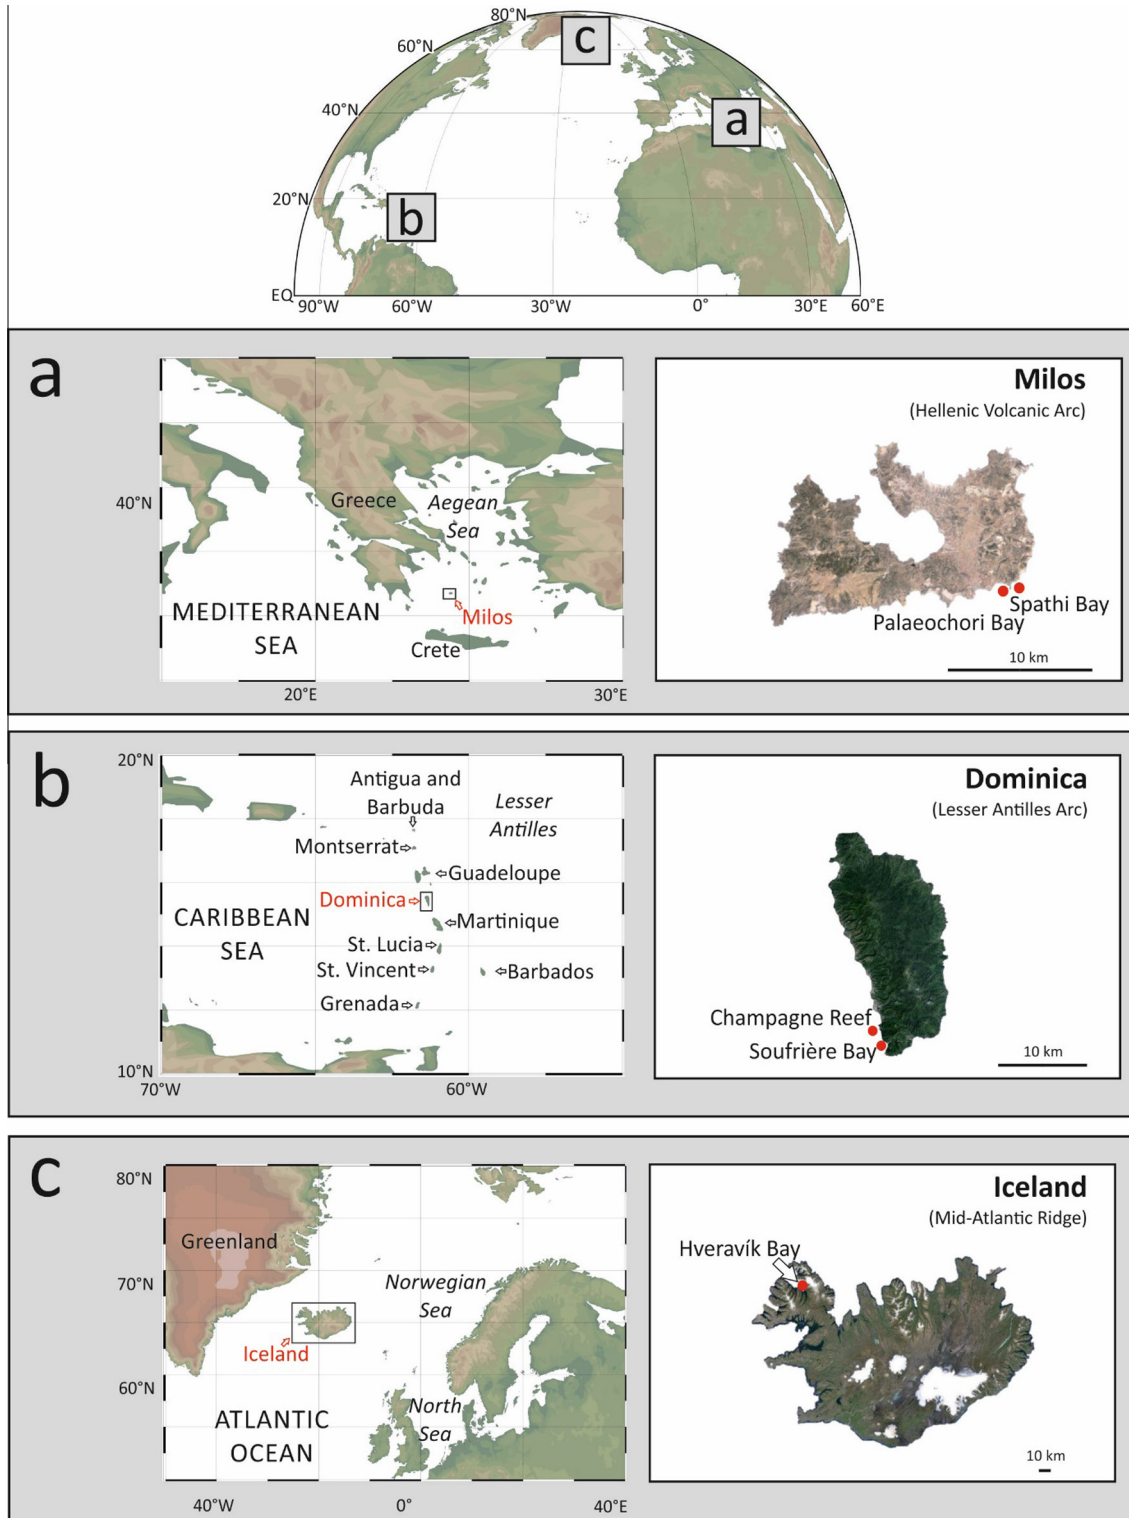 80°N
c
60°N
40°N
a
20°N
b
EQ
90°W
60°W
30°W
0°
30°E
60°E
a
40°N
Greece
Aegean
Sea
MEDITERRANEAN
SEA
Milos
Crete
20°E
30°E
Milos
(Hellenic Volcanic Arc)
Spathi Bay
Palaeochori Bay
10 km
b
20°N
Antigua and
Barbuda
Lesser
Antilles
Montserrat
Guadeloupe
Dominica
CARIBBEAN
SEA
Martinique
St. Lucia
St. Vincent
Barbados
Grenada
10°N
70°W
60°W
Dominica
(Lesser Antilles Arc)
Champagne Reef
Soufrière Bay
10 km
c
80°N
Greenland
70°N
Norwegian
Sea
Iceland
60°N
North
Sea
ATLANTIC
OCEAN
40°W
0°
40°E
Iceland
(Mid-Atlantic Ridge)
Hveravík Bay
10 km